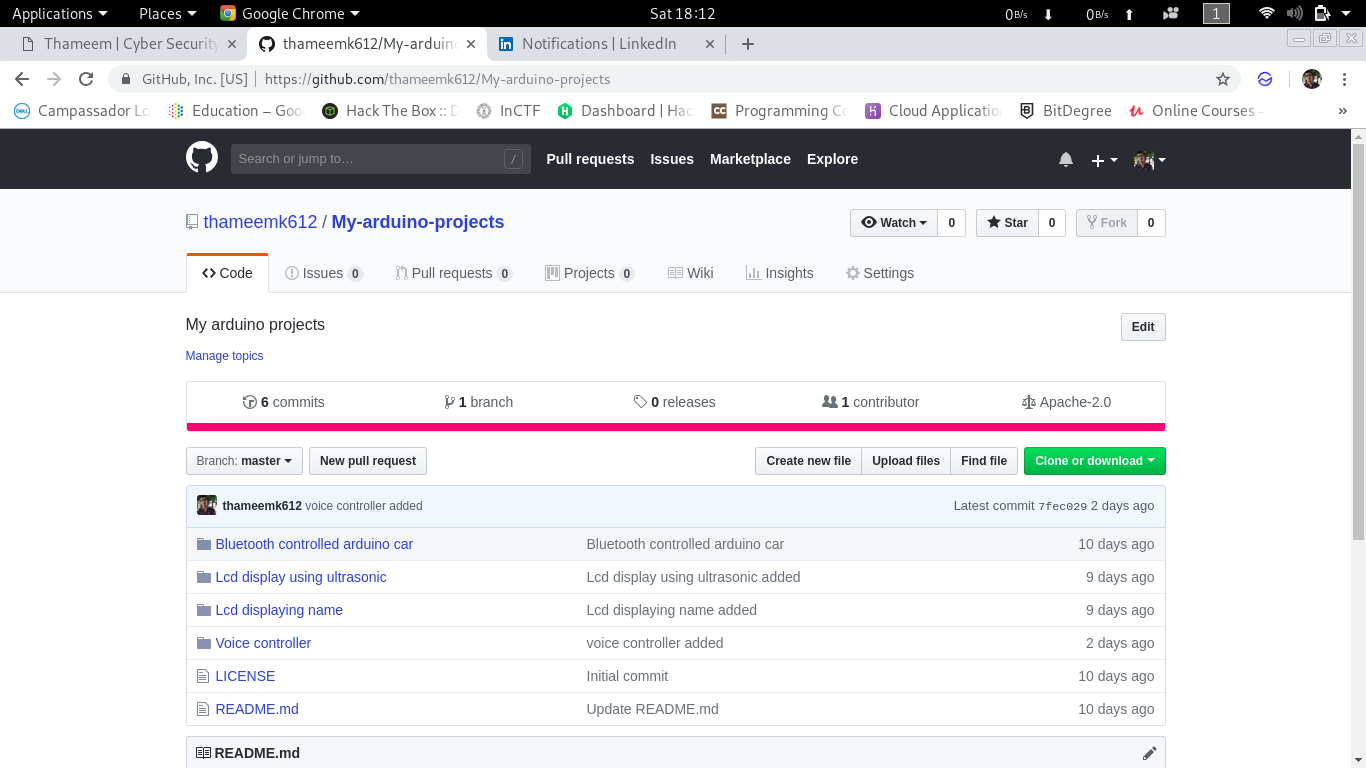 Applications Places Google Chrome Sat 18:12 0B/s 0B/s 1
Thameem | Cyber Security thameemk612/My-arduino Notifications | LinkedIn
GitHub, Inc. [US] https://github.com/thameemk612/My-arduino-projects
Campassador Lo Education – Goo Hack The Box :: D InCTF Dashboard | Hac Programming Co Cloud Application BitDegree Online Courses - »
Search or jump to… / Pull requests Issues Marketplace Explore
thameemk612 / My-arduino-projects Watch 0 Star 0 Fork 0
Code Issues 0 Pull requests 0 Projects 0 Wiki Insights Settings
My arduino projects Edit
Manage topics
6 commits 1 branch 0 releases 1 contributor Apache-2.0
Branch: master New pull request Create new file Upload files Find file Clone or download
thameemk612 voice controller added Latest commit 7fec029 2 days ago
Bluetooth controlled arduino car Bluetooth controlled arduino car 10 days ago
Lcd display using ultrasonic Lcd display using ultrasonic added 9 days ago
Lcd displaying name Lcd displaying name added 9 days ago
Voice controller voice controller added 2 days ago
LICENSE Initial commit 10 days ago
README.md Update README.md 10 days ago
README.md